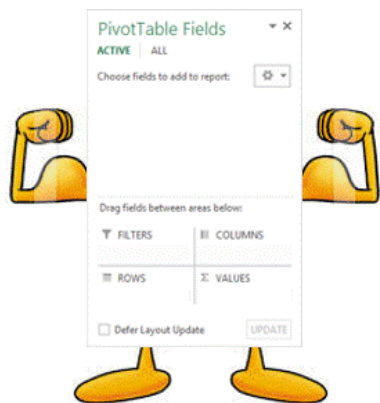 PivotTable Fields
ACTIVE ALL
Choose fields to add to report:
Drag fields between areas below:
FILTERS COLUMNS
ROWS Σ VALUES
Defer Layout Update UPDATE